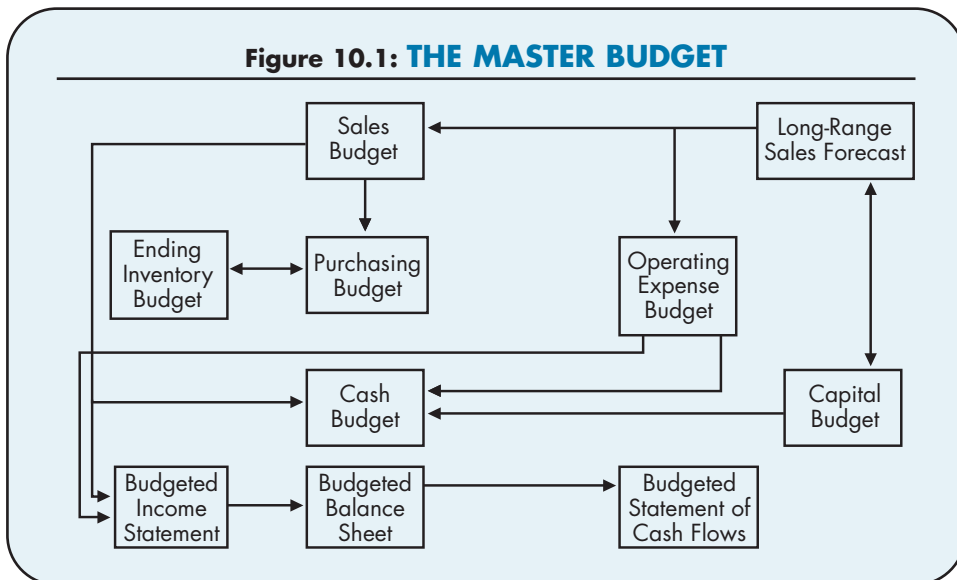 Figure 10.1: THE MASTER BUDGET
Sales
Budget
Long-Range
Sales Forecast
Ending
Inventory
Budget
Purchasing
Budget
Operating
Expense
Budget
Cash
Budget
Capital
Budget
Budgeted
Income
Statement
Budgeted
Balance
Sheet
Budgeted
Statement of
Cash Flows